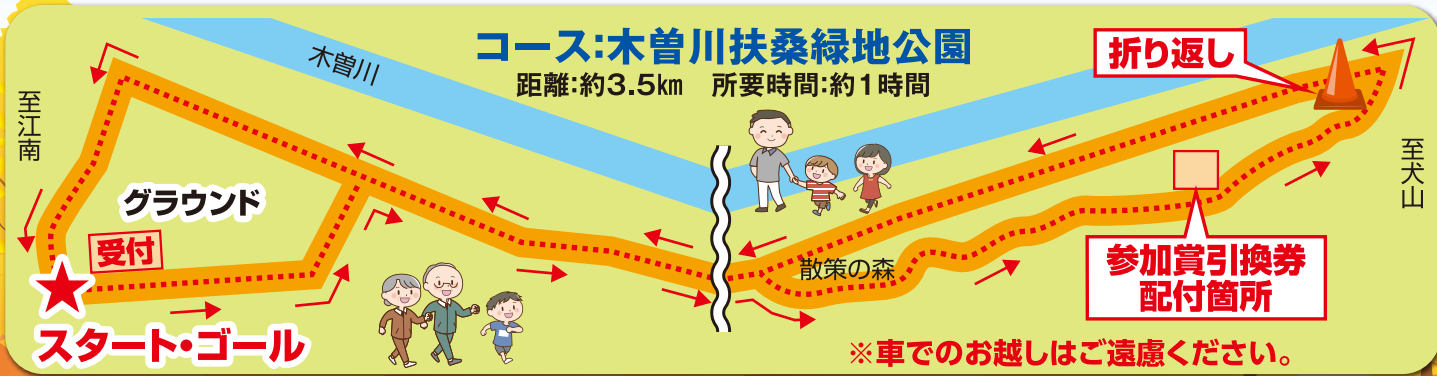 コース:木曽川扶桑緑地公園
距離:約3.5㎞ 所要時間:約1時間
木曽川
至江南
グラウンド
受付
スタート・ゴール
散策の森
折り返し
至犬山
参加賞引換券
配付箇所
※車でのお越しはご遠慮ください。